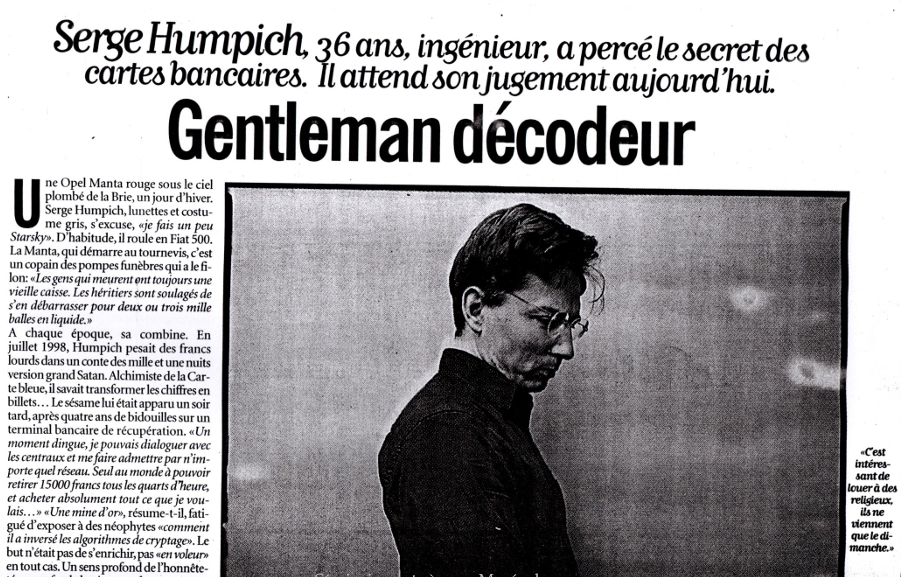 Serge Humpich, 36 ans, ingénieur, a percé le secret des
cartes bancaires. Il attend son jugement aujourd'hui.
Gentleman décodeur
Une Opel Manta rouge sous le ciel
plombé de la Brie, un jour d'hiver.
Serge Humpich, lunettes et costu-
me gris, s'excuse, «je fais un peu
Starsky». D'habitude, il roule en Fiat 500.
La Manta, qui démarre au tournevis, c'est
un copain des pompes funèbres qui a le fi-
lon: «Les gens qui meurent ont toujours une
vieille caisse. Les héritiers sont soulagés de
s'en débarrasser pour deux ou trois mille
balles en liquide.»
A chaque époque, sa combine. En
juillet 1998, Humpich pesait des francs
lourds dans un conte des mille et une nuits
version grand Satan. Alchimiste de la Car-
te bleue, il savait transformer les chiffres en
billets… Le sésame lui était apparu un soir
tard, après quatre ans de bidouilles sur un
terminal bancaire de récupération. «Un
moment dingue, je pouvais dialoguer avec
les centraux et me faire admettre par n'im-
porte quel réseau. Seul au monde à pouvoir
retirer 15000 francs tous les quarts d'heure,
et acheter absolument tout ce que je vou-
lais…» «Une mine d'or», résume-t-il, fati-
gué d'exposer à des néophytes «comment
il a inversé les algorithmes de cryptage». Le
but n'était pas de s'enrichir, pas «en voleur»
en tout cas. Un sens profond de l'honnête-
«C'est
intéres-
sant de
louer à des
religieux,
ils ne
viennent
que le di-
manche.»